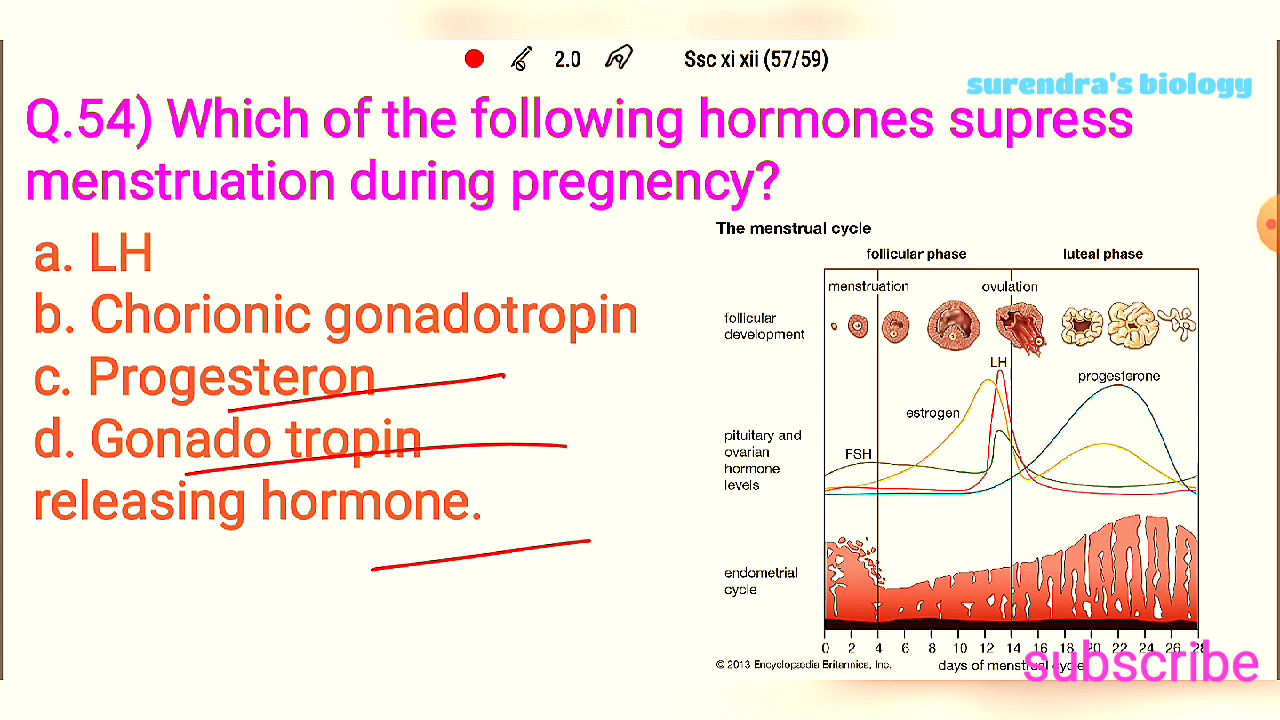 2.0 Ssc xi xii (57/59)
surendra's biology
Q.54) Which of the following hormones supress
menstruation during pregnency?
a. LH
b. Chorionic gonadotropin
c. Progesteron
d. Gonado tropin
releasing hormone.
The menstrual cycle
follicular phase luteal phase
menstruation ovulation
follicular
development
LH
progesterone
estrogen
pituitary and
ovarian
hormone
levels
FSH
endometrial
cycle
0 2 4 6 8 10 12 14 16 18 20 22 24 26 28
© 2013 Encyclopædia Britannica, Inc.
days of menstrual cycle
subscribe